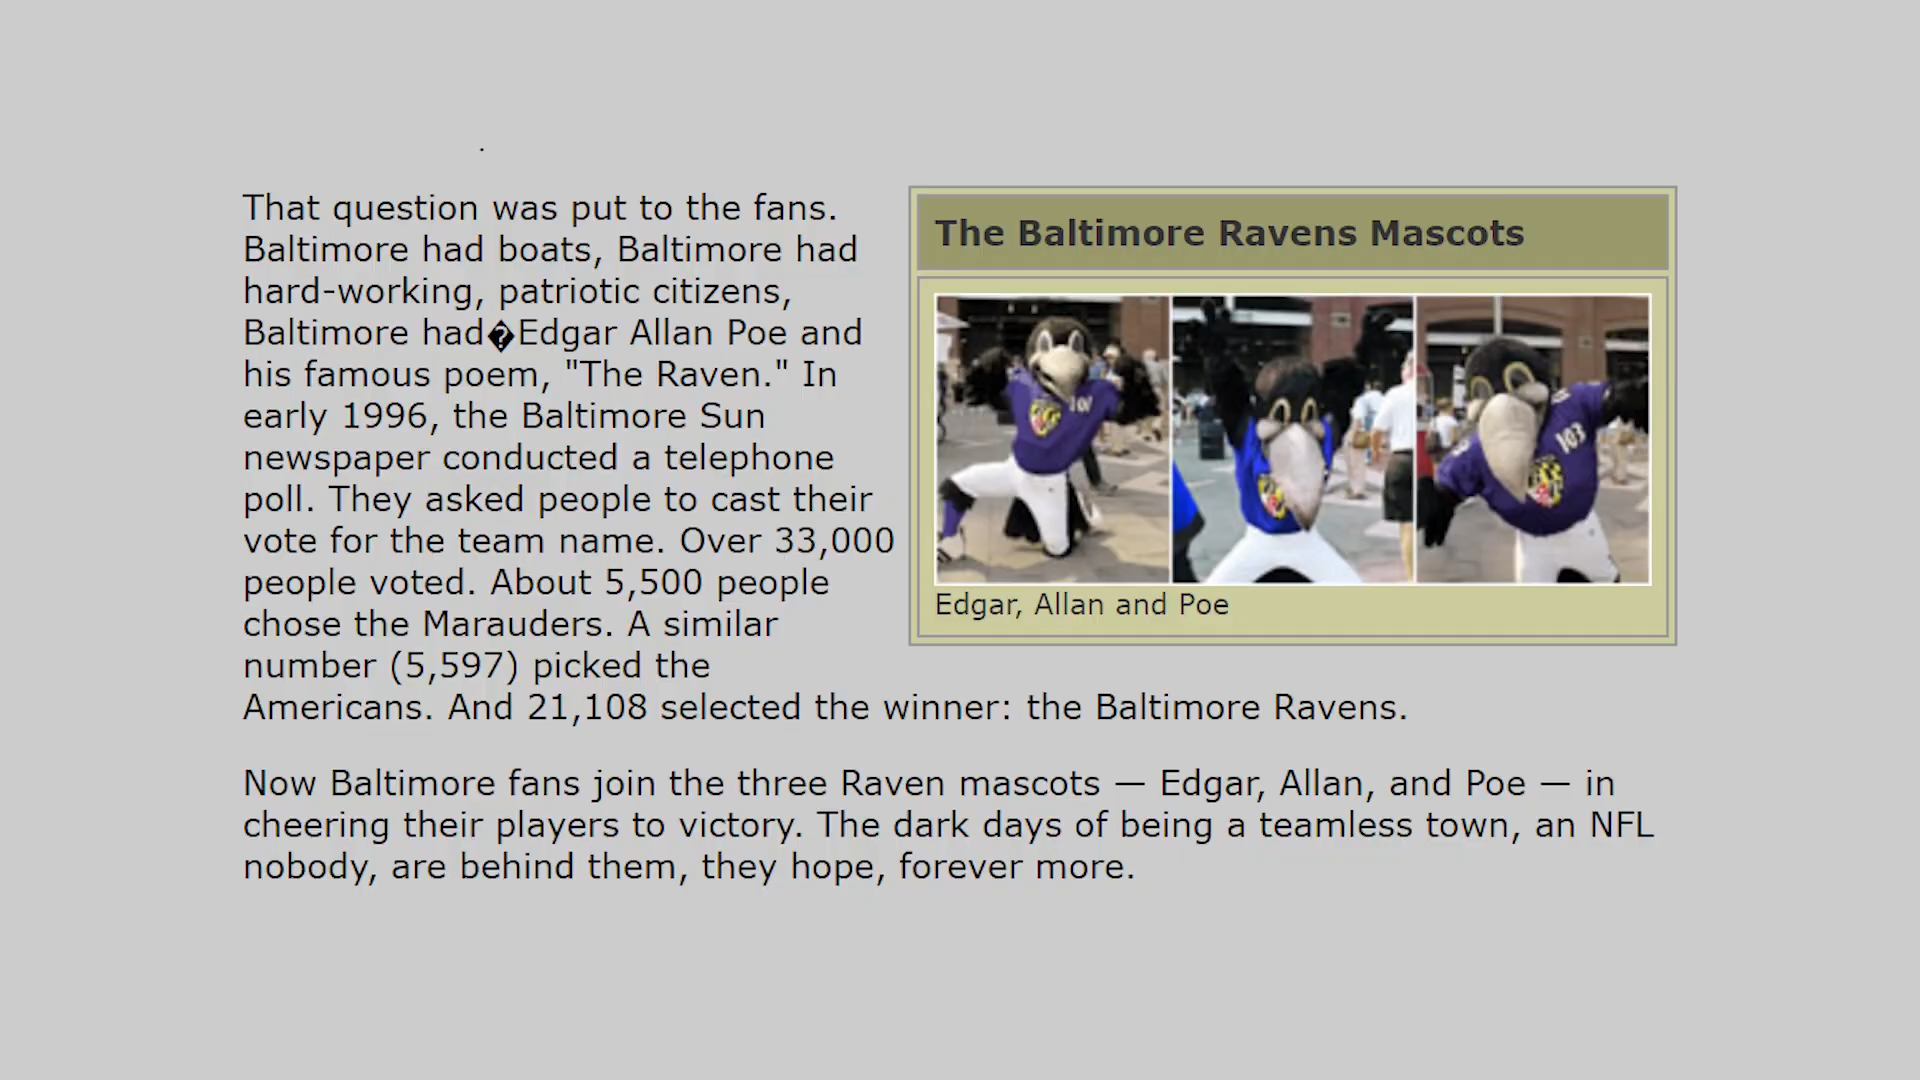 That question was put to the fans.
Baltimore had boats, Baltimore had
hard-working, patriotic citizens,
Baltimore had�Edgar Allan Poe and
his famous poem, "The Raven." In
early 1996, the Baltimore Sun
newspaper conducted a telephone
poll. They asked people to cast their
vote for the team name. Over 33,000
people voted. About 5,500 people
chose the Marauders. A similar
number (5,597) picked the
Americans. And 21,108 selected the winner: the Baltimore Ravens.
The Baltimore Ravens Mascots
101
103
Edgar, Allan and Poe
Now Baltimore fans join the three Raven mascots — Edgar, Allan, and Poe — in
cheering their players to victory. The dark days of being a teamless town, an NFL
nobody, are behind them, they hope, forever more.